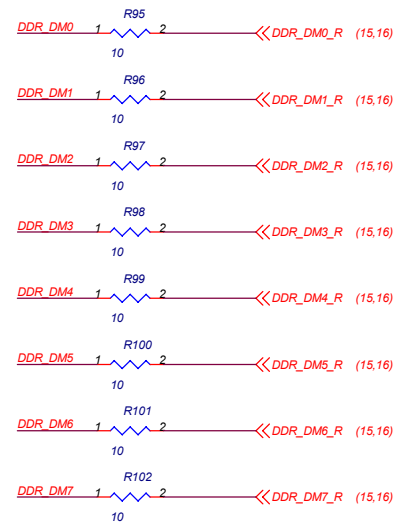 R95
DDR_DM0 1 2 DDR_DM0_R (15,16)
10
R96
DDR_DM1 1 2 DDR_DM1_R (15,16)
10
R97
DDR_DM2 1 2 DDR_DM2_R (15,16)
10
R98
DDR_DM3 1 2 DDR_DM3_R (15,16)
10
R99
DDR_DM4 1 2 DDR_DM4_R (15,16)
10
R100
DDR_DM5 1 2 DDR_DM5_R (15,16)
10
R101
DDR_DM6 1 2 DDR_DM6_R (15,16)
10
R102
DDR_DM7 1 2 DDR_DM7_R (15,16)
10